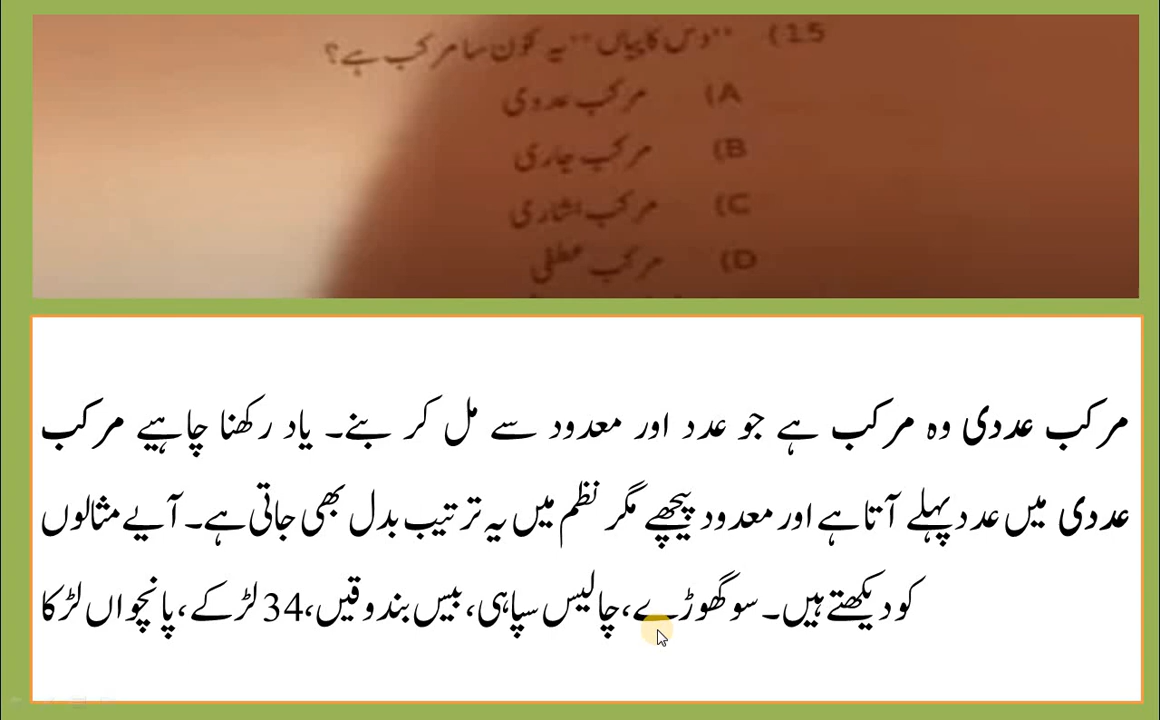 15) "دس کاپیاں" یہ کون سا مرکب ہے؟
A) مرکب عددی
B) مرکب جاری
C) مرکب اشاری
D) مرکب عطفی
مرکب عددی وہ مرکب ہے جو عدد اور معدود سے مل کر بنے۔ یاد رکھنا چاہیے مرکب
عددی میں عدد پہلے آتا ہے اور معدود پیچھے مگر نظم میں یہ ترتیب بدل بھی جاتی ہے۔ آیے مثالوں
کو دیکھتے ہیں۔ سو گھوڑے، چالیس سپاہی، بیس بندوقیں، 34 لڑکے، پانچواں لڑکا